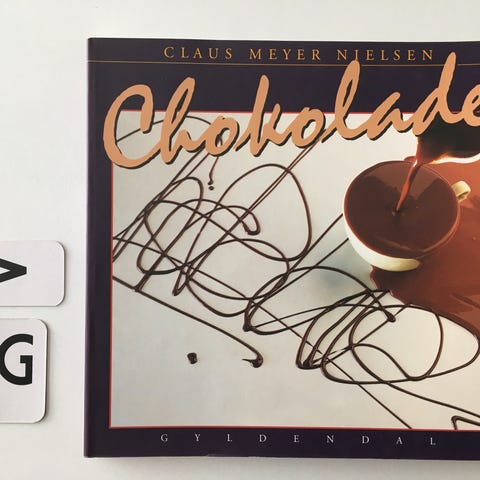 CLAUS MEYER NIELSEN
Chokolade
>
G
GYLDENDAL